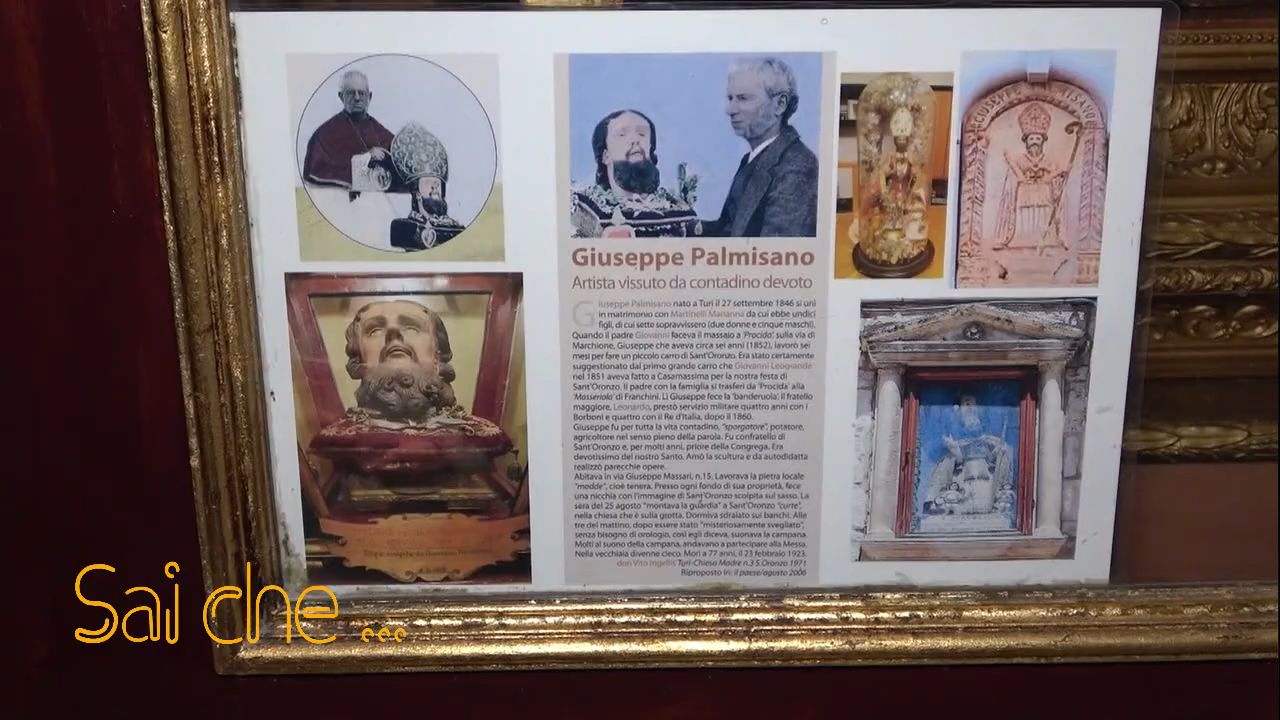 GIUSEPPE
Giuseppe Palmisano
Artista vissuto da contadino devoto
Giuseppe Palmisano nato a Turi il 27 settembre 1846 si unì
in matrimonio con Martinelli Marianna da cui ebbe undici
figli, di cui sette sopravvissero (due donne e cinque maschi).
Quando il padre Giovanni faceva il massaio a 'Procida', sulla via di
Marchione, Giuseppe che aveva circa sei anni (1852), lavorò sei
mesi per fare un piccolo carro di Sant'Oronzo. Era stato certamente
suggestionato dal primo grande carro che Giovanni Leogrande
nel 1851 aveva fatto a Casamassima per la nostra festa di
Sant'Oronzo. Il padre con la famiglia si trasferì da 'Procida' alla
Masseriola' di Franchini. Lì Giuseppe fece la 'banderuola', il fratello
maggiore, Leonardo, prestò servizio militare quattro anni con i
Borboni e quattro con il Re d'Italia, dopo il 1860.
Giuseppe fu per tutta la vita contadino, "sporgatore", potatore,
agricoltore nel senso pieno della parola. Fu confratello di
Sant'Oronzo e, per molti anni, priore della Congrega. Era
devotissimo del nostro Santo. Amò la scultura e da autodidatta
realizzò parecchie opere.
Abitava in via Giuseppe Massari, n.15. Lavorava la pietra locale
"modde", cioè tenera. Presso ogni fondo di sua proprietà, fece
una nicchia con l'immagine di Sant'Oronzo scolpita sul sasso. La
sera del 25 agosto "montava la guardia" a Sant'Oronzo "curte",
nella chiesa che è sulla grotta. Dormiva sdraiato sui banchi. Alle
tre del mattino, dopo essere stato "misteriosamente svegliato",
senza bisogno di orologio, così egli diceva, suonava la campana.
Molti al suono della campana, andavano a partecipare alla Messa.
Nella vecchiaia divenne cieco. Morì a 77 anni, il 23 febbraio 1923.
don Vito Ingellis Turi-Chiesa Madre n.3 S.Oronzo 1971
Riproposto in: il paese/agosto 2006
Sai che ...